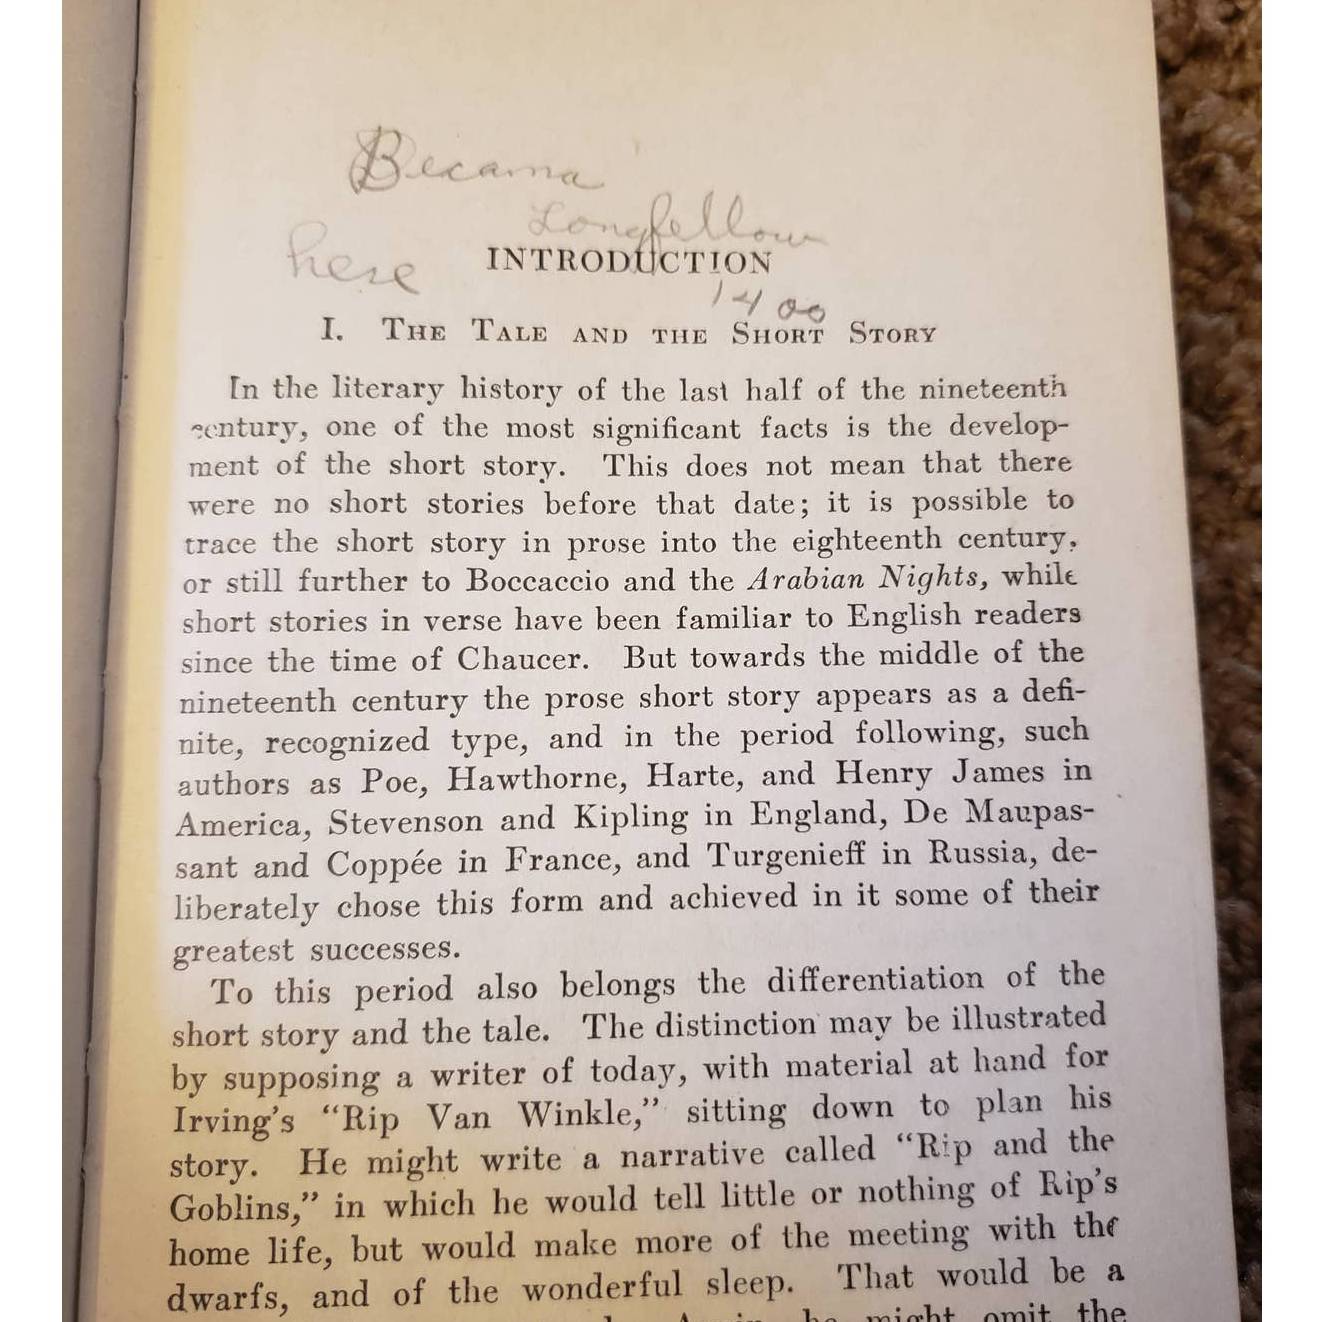 Became
Longfellow
here
INTRODUCTION
1400
I. THE TALE AND THE SHORT STORY
In the literary history of the last half of the nineteenth
century, one of the most significant facts is the develop-
ment of the short story. This does not mean that there
were no short stories before that date; it is possible to
trace the short story in prose into the eighteenth century,
or still further to Boccaccio and the Arabian Nights, while
short stories in verse have been familiar to English readers
since the time of Chaucer. But towards the middle of the
nineteenth century the prose short story appears as a defi-
nite, recognized type, and in the period following, such
authors as Poe, Hawthorne, Harte, and Henry James in
America, Stevenson and Kipling in England, De Maupas-
sant and Coppée in France, and Turgenieff in Russia, de-
liberately chose this form and achieved in it some of their
greatest successes.
To this period also belongs the differentiation of the
short story and the tale. The distinction may be illustrated
by supposing a writer of today, with material at hand for
Irving's "Rip Van Winkle," sitting down to plan his
story. He might write a narrative called "Rip and the
Goblins," in which he would tell little or nothing of Rip's
home life, but would make more of the meeting with the
dwarfs, and of the wonderful sleep. That would be a
he might omit the